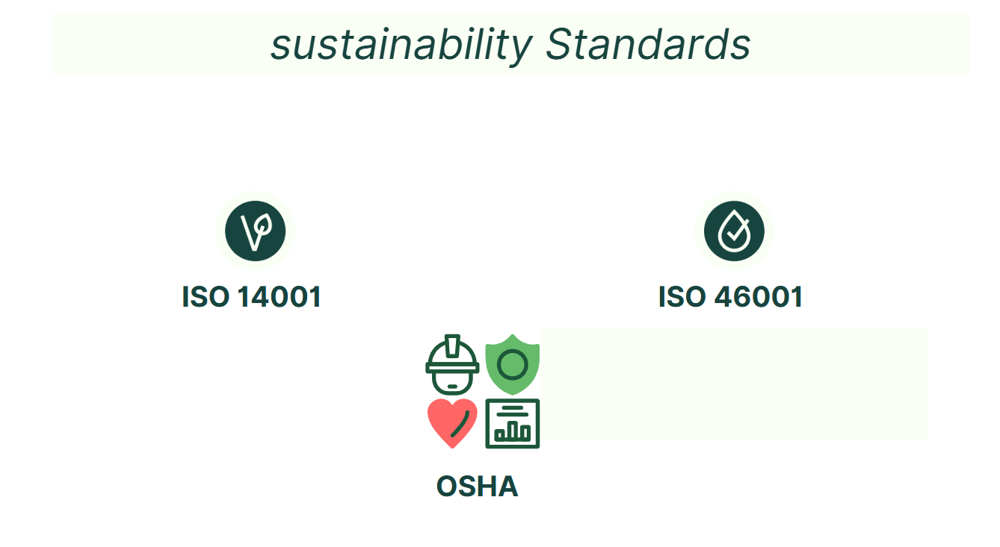 sustainability Standards
ISO 14001
ISO 46001
OSHA